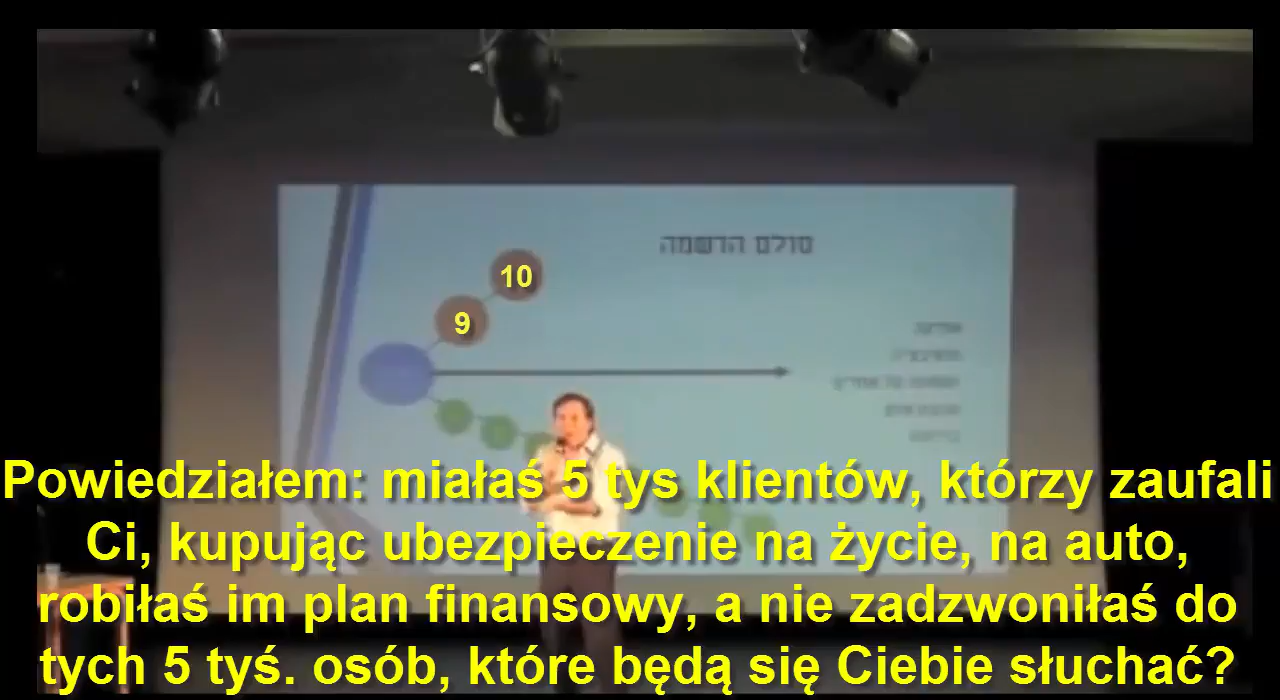 סולם הרשמה
10
9
Powiedziałem: miałaś 5 tys klientów, którzy zaufali
Ci, kupując ubezpieczenie na życie, na auto,
robiłaś im plan finansowy, a nie zadzwoniłaś do
tych 5 tyś. osób, które będą się Ciebie słuchać?